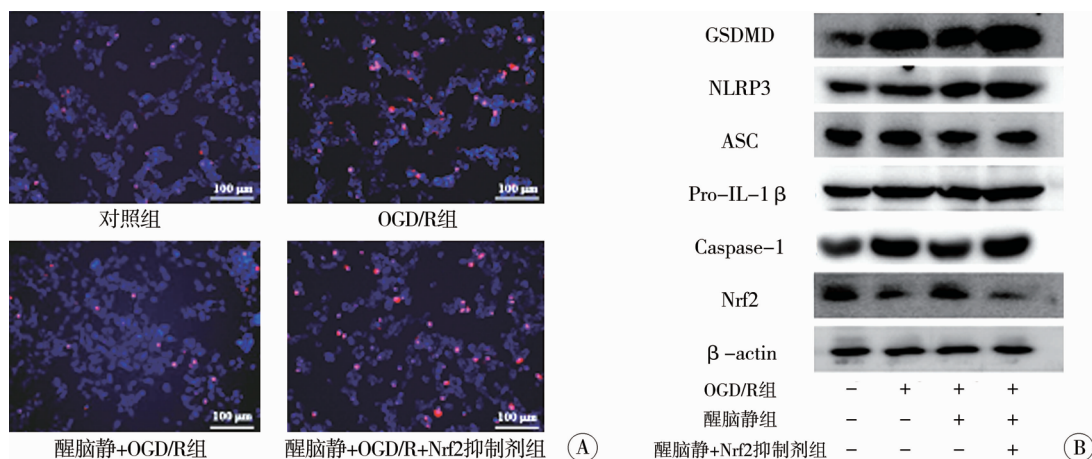 100 μm
100 μm
对照组
OGD/R组
100 μm
100 μm
醒脑静+OGD/R组
醒脑静+OGD/R+Nrf2抑制剂组
A
GSDMD
NLRP3
ASC
Pro-IL-1 β
Caspase-1
Nrf2
β-actin
OGD/R组 － + + +
醒脑静组 － － + +
醒脑静+Nrf2抑制剂组 － － － +
B